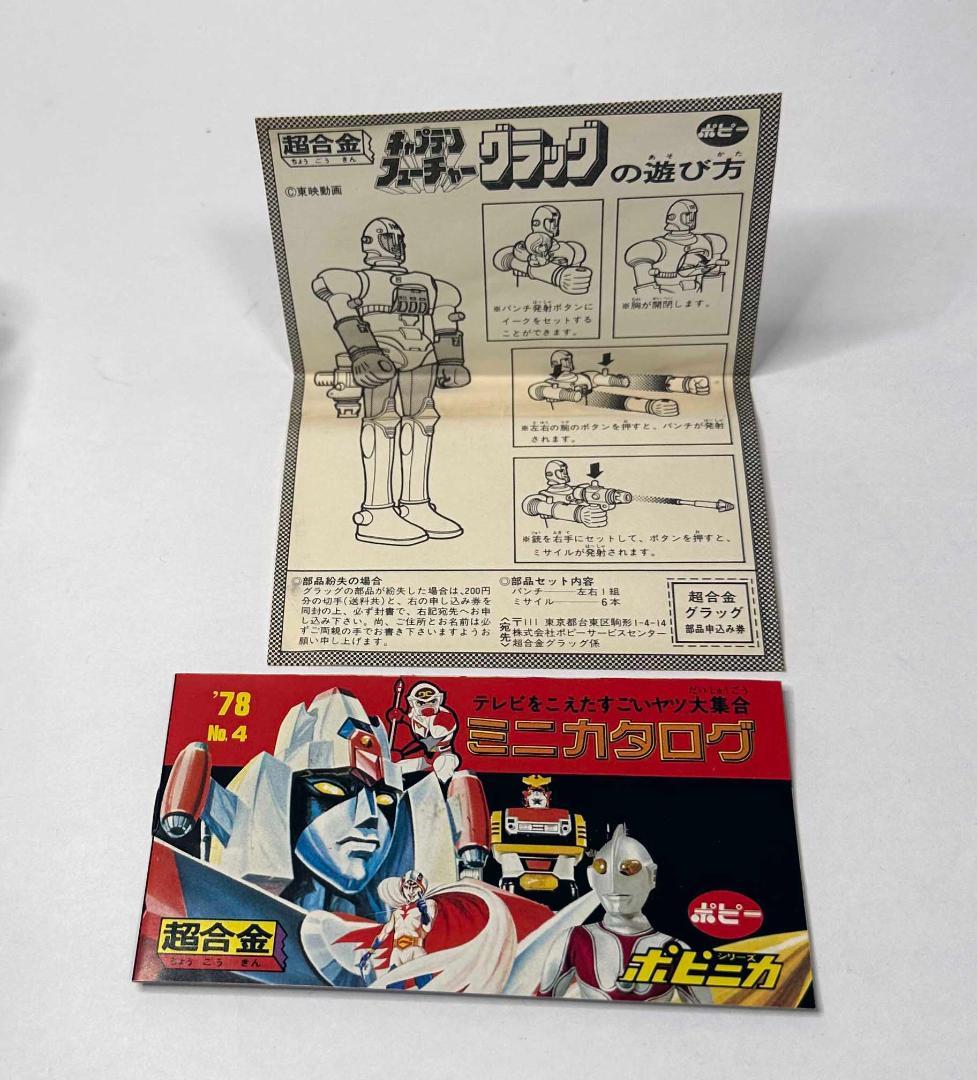 超合金
ちょう ごう きん
キャプテン
フューチャー
グラッグの遊び方
あそ かた
ポピー
©東映動画
※パンチ発射ボタンに
イークをセットする
ことができます。
※胸が開閉します。
※左右の腕のボタンを押すと、パンチが発射
されます。
※銃を右手にセットして、ボタンを押すと、
ミサイルが発射されます。
◎部品紛失の場合
グラッグの部品が紛失した場合は、200円
分の切手(送料共)と、右の申し込み券を
同封の上、必ず封書で、右記宛先へお申
し込み下さい。尚、ご住所とお名前は必
ずご両親の手でお書き下さいますようお
願い申し上げます。
◎部品セット内容
パンチ――左右1組
ミサイル――6本
〈宛先〉
〒111 東京都台東区駒形1-4-14
株式会社ポピーサービスセンター
超合金グラッグ係
超合金
グラッグ
部品申込み券
'78
No.4
テレビをこえたすごいヤツ大集合
だいしゅうごう
ミニカタログ
超合金
ちょう ごう きん
ポピー
ポピニカ
シリーズ